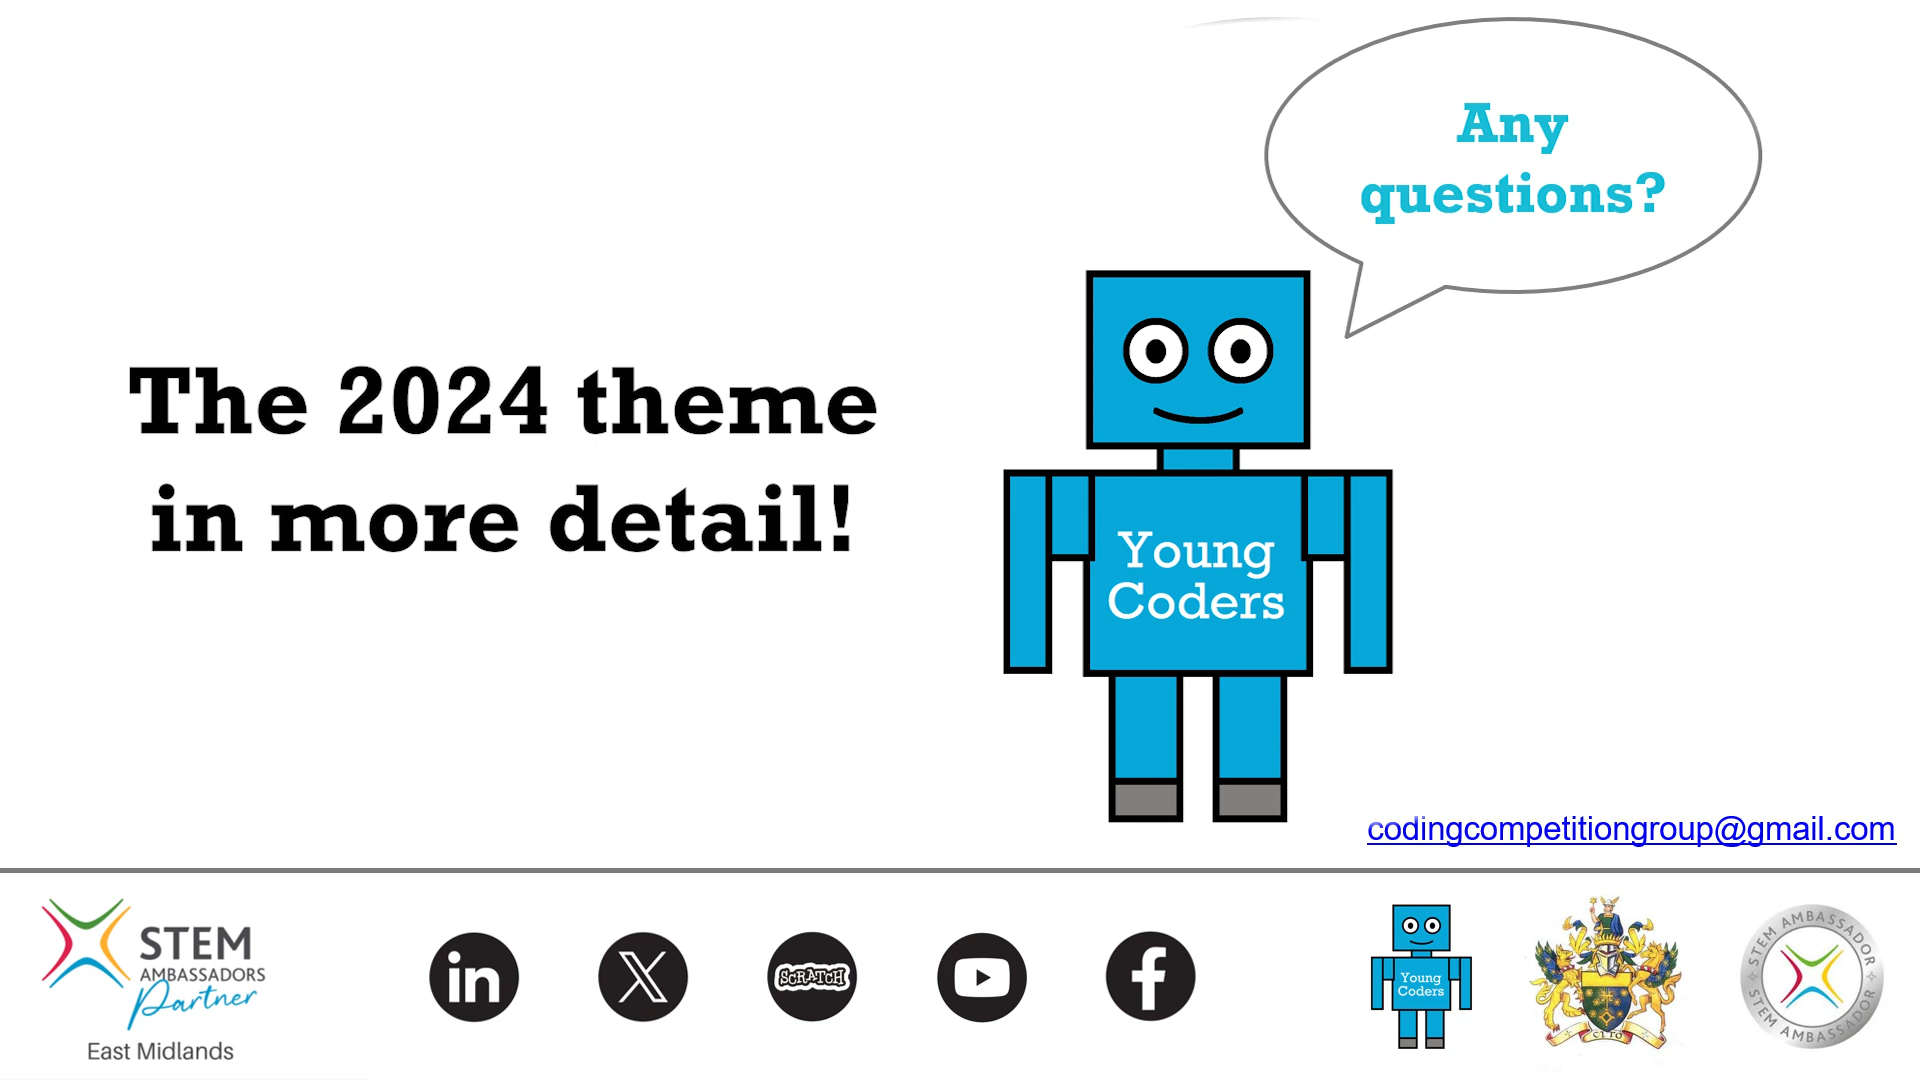 Any
questions?
The 2024 theme
in more detail!
Young
Coders
codingcompetitiongroup@gmail.com
STEM
AMBASSADORS
Partner
East Midlands
in
X
SCRATCH
f
Young
Coders
CITO
STEM AMBASSADOR
STEM AMBASSADOR